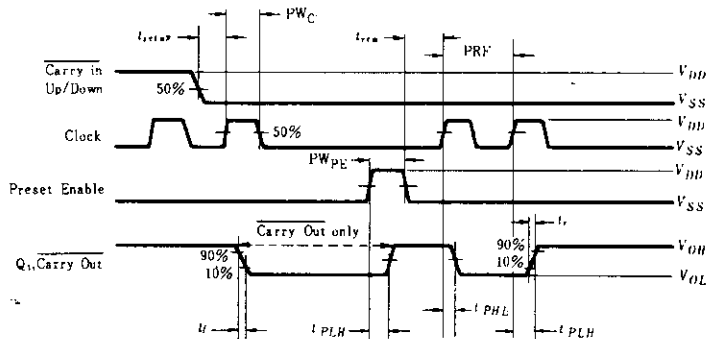 t_setup
PW_C
t_rem
PRF
Carry in
Up/Down
50%
V_DD
V_SS
Clock
50%
V_DD
V_SS
PW_PE
Preset Enable
V_DD
V_SS
Carry Out only
t_r
90%
10%
Q₁, Carry Out
90%
10%
V_OH
V_OL
t_f
t_PLH
t_PHL
t_PLH